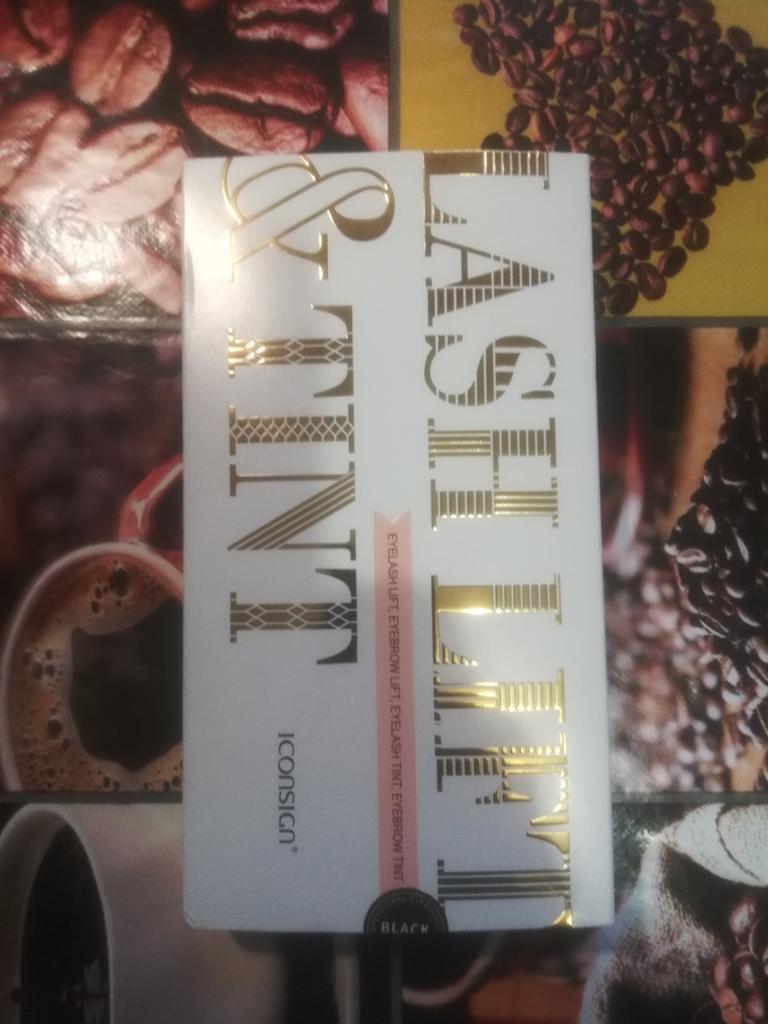 LASH LIFT
EYELASH LIFT, EYEBROW LIFT, EYELASH TINT, EYEBROW TINT
& TINT
ICONSIGN®
BLACK